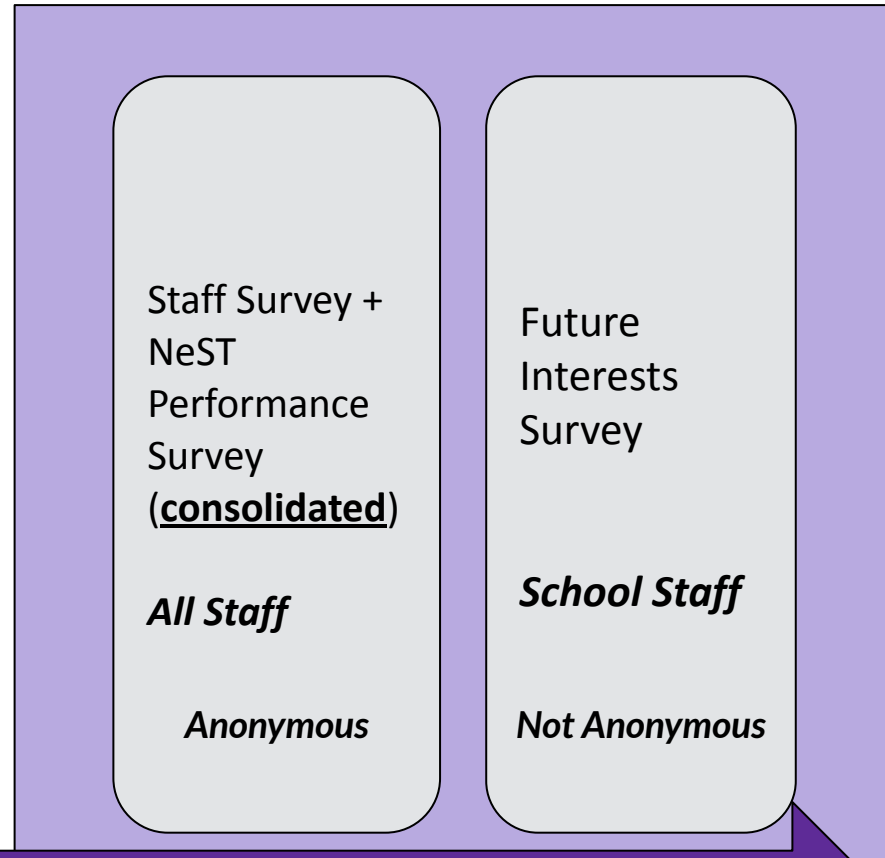 Staff Survey +
NeST
Performance
Survey
(consolidated)
All Staff
Anonymous
Future
Interests
Survey
School Staff
Not Anonymous